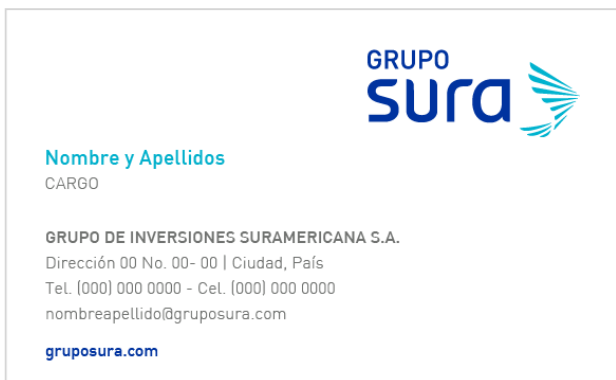 GRUPO
sura
Nombre y Apellidos
CARGO
GRUPO DE INVERSIONES SURAMERICANA S.A.
Dirección 00 No. 00- 00 | Ciudad, País
Tel. (000) 000 0000 - Cel. (000) 000 0000
nombreapellido@gruposura.com
gruposura.com